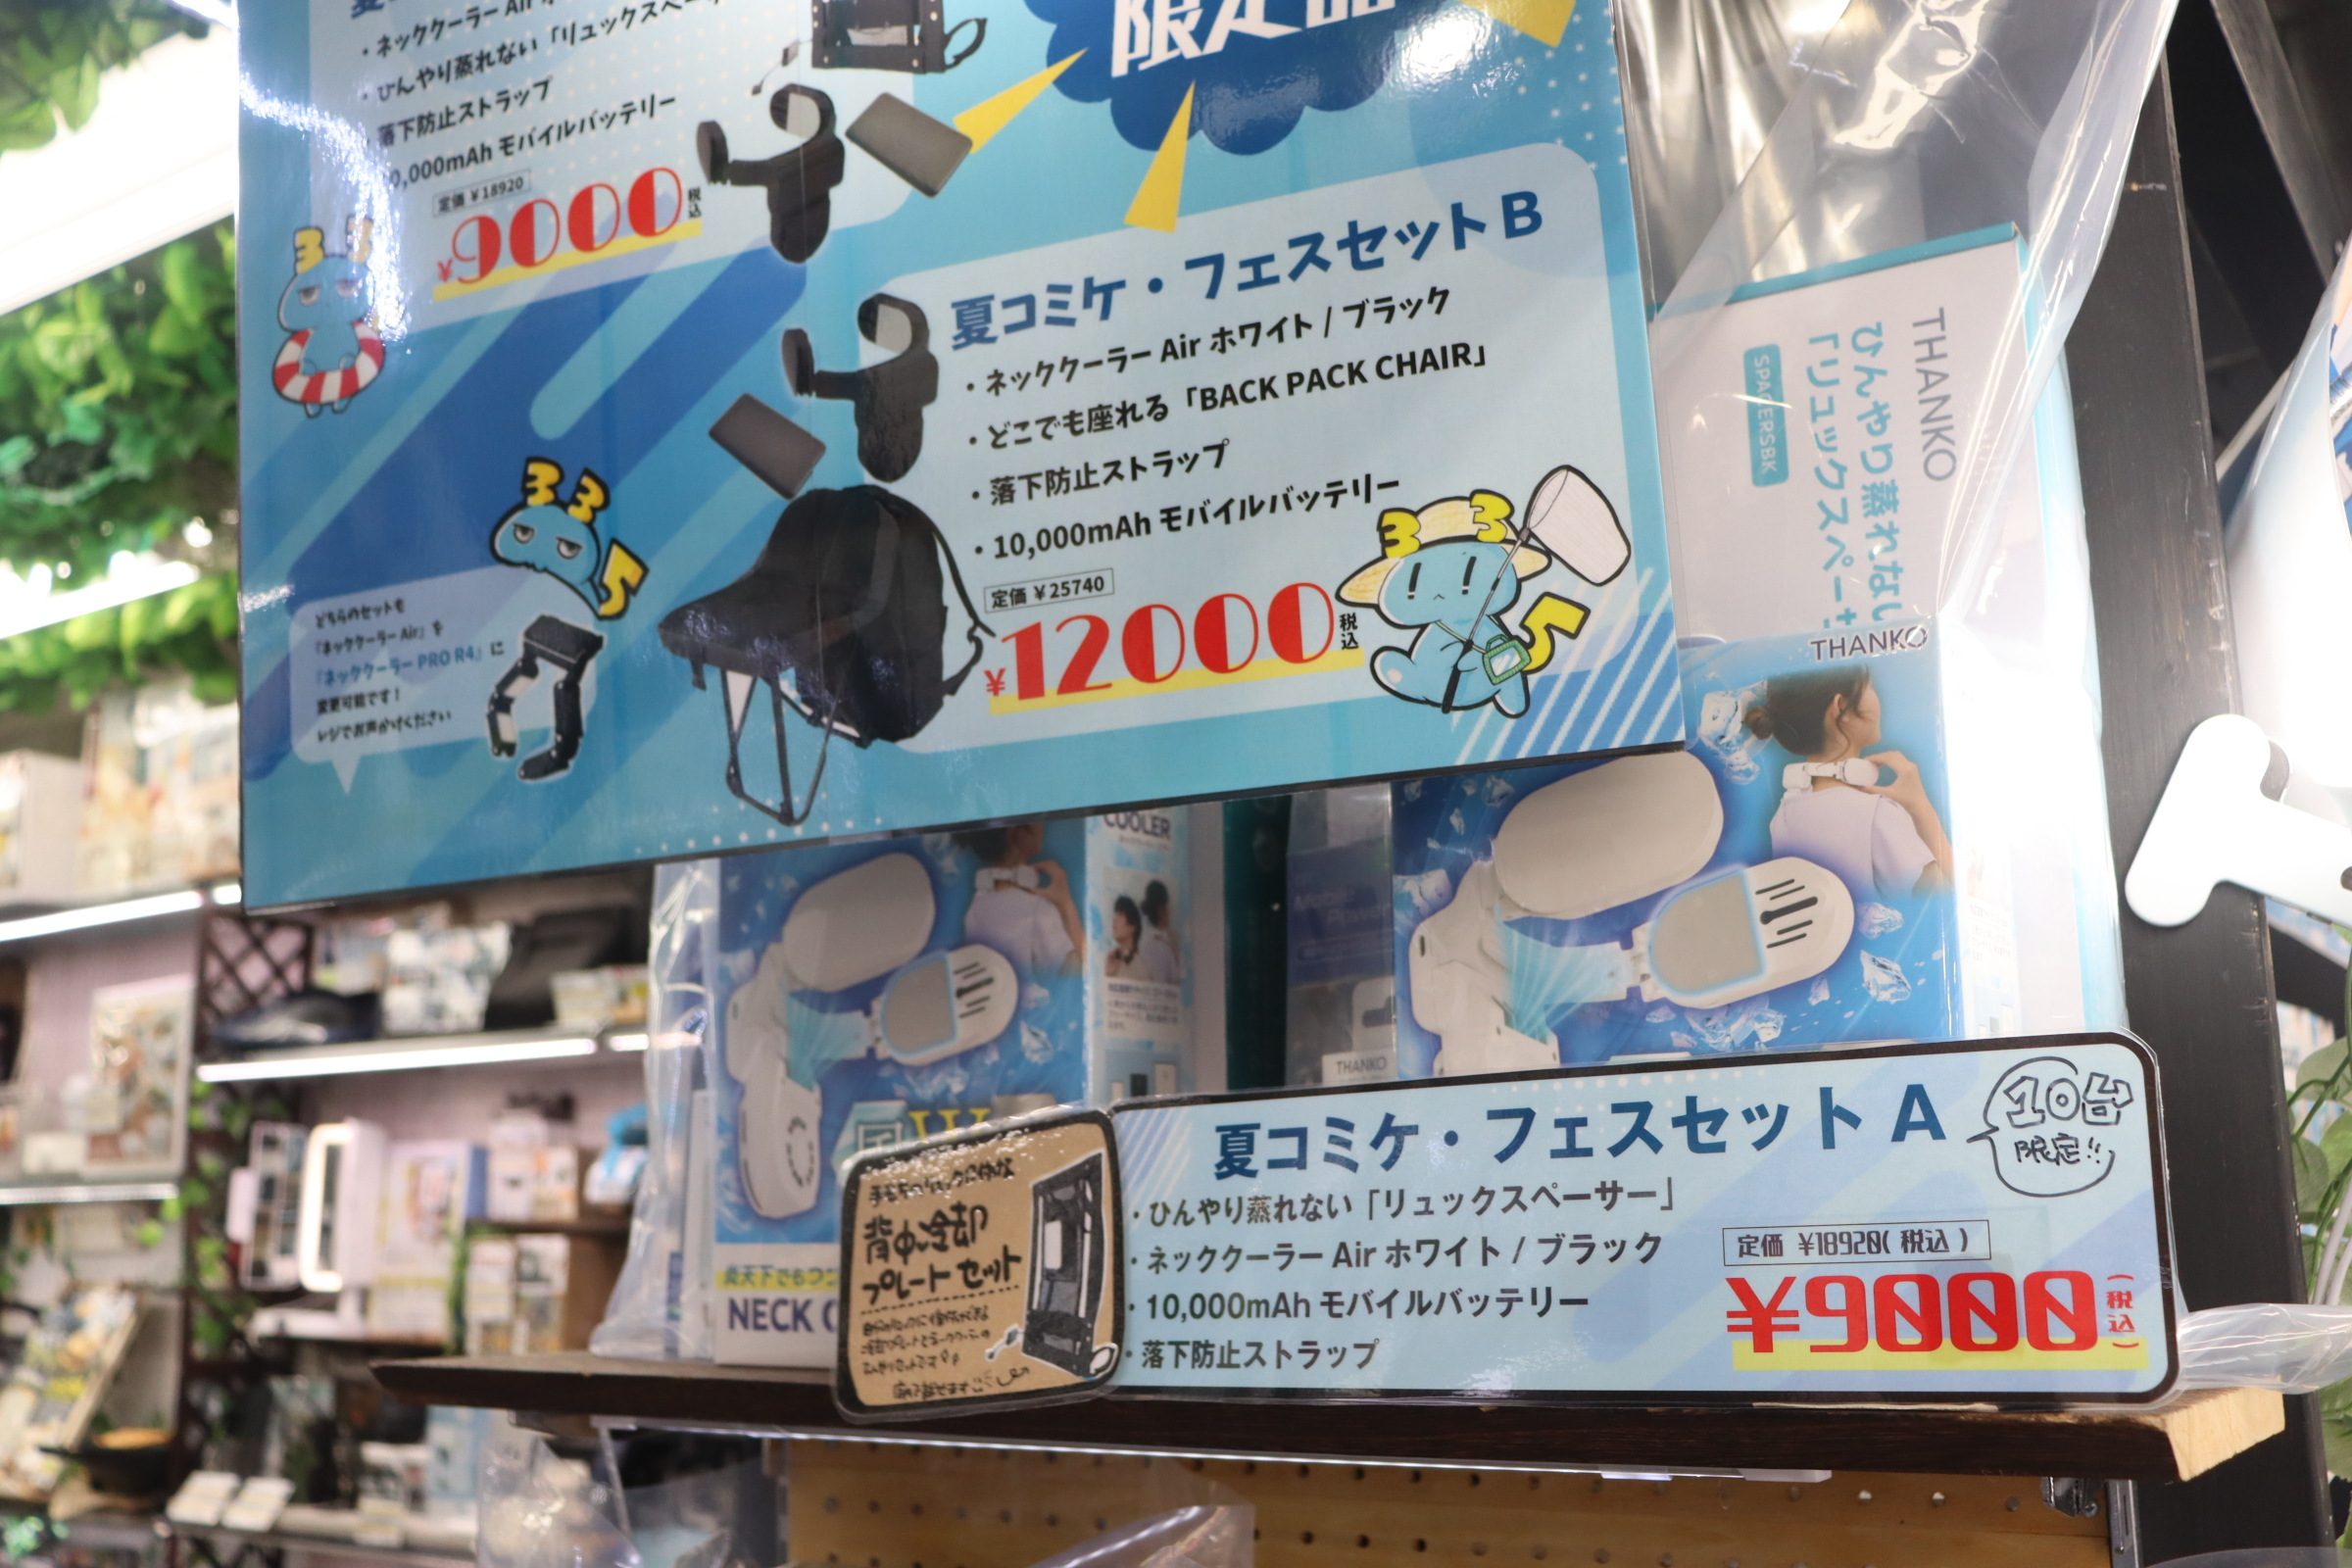 ・ネッククーラー Air
・ひんやり蒸れない「リュックスペーサー
・落下防止ストラップ
10,000mAh モバイルバッテリー
定価 ¥18920
¥9000 税込
限定品
夏コミケ・フェスセット B
・ネッククーラー Air ホワイト / ブラック
・どこでも座れる「BACK PACK CHAIR」
・落下防止ストラップ
・10,000mAh モバイルバッテリー
定価 ¥25740
¥12000 税込
33
335
33 5
どちらのセットも
『ネッククーラー Air』を
『ネッククーラー PRO R4』に
変更可能です！
レジでお声かけください
THANKO
ひんやり蒸れない
「リュックスペーサ
SPACERSBK
THANKO
COOLER
Mobile
Power
THANKO
炎天下でも
NECK
背中冷却
プレートセット
夏コミケ・フェスセット A
10台
限定!!
・ひんやり蒸れない「リュックスペーサー」
・ネッククーラー Air ホワイト / ブラック
・10,000mAh モバイルバッテリー
・落下防止ストラップ
定価 ¥18920( 税込 )
¥9000 (税込)